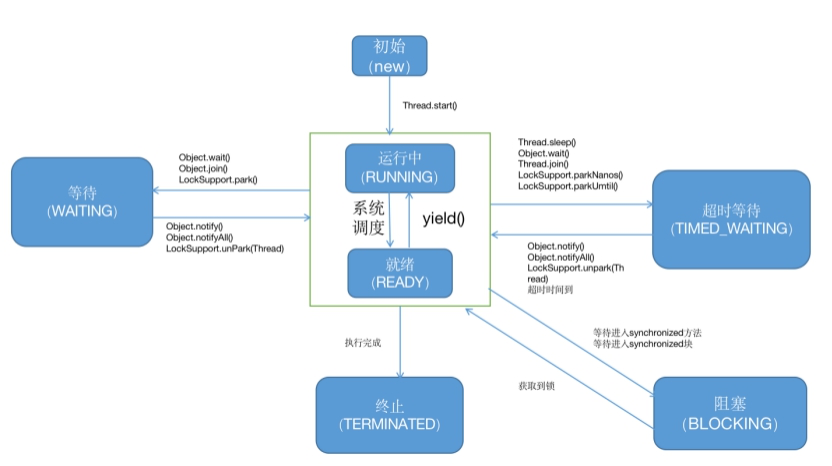 初始
(new)
Thread.start()
Object.wait()
Object.join()
LockSupport.park()
等待
(WAITING)
Object.notify()
Object.notifyAll()
LockSupport.unPark(Thread)
运行中
(RUNNING)
系统
调度
yield()
就绪
(READY)
Thread.sleep()
Object.wait()
Thread.join()
LockSupport.parkNanos()
LockSupport.parkUmtil()
超时等待
(TIMED_WAITING)
Object.notify()
Object.notifyAll()
LockSupport.unpark(Th
read)
超时时间到
等待进入synchronized方法
等待进入synchronized块
获取到锁
执行完成
终止
(TERMINATED)
阻塞
(BLOCKING)